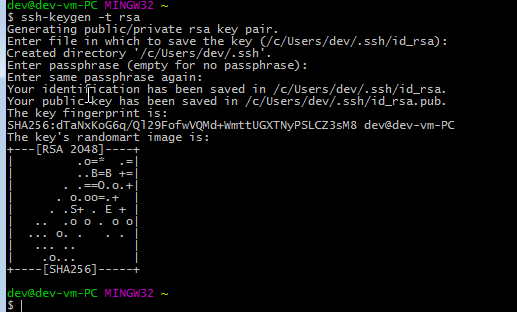 dev@dev-vm-PC MINGW32 ~
$ ssh-keygen -t rsa
Generating public/private rsa key pair.
Enter file in which to save the key (/c/Users/dev/.ssh/id_rsa):
Created directory '/c/Users/dev/.ssh'.
Enter passphrase (empty for no passphrase):
Enter same passphrase again:
Your identification has been saved in /c/Users/dev/.ssh/id_rsa.
Your public key has been saved in /c/Users/dev/.ssh/id_rsa.pub.
The key fingerprint is:
SHA256:dTaNxKoG6q/Ql29FofwVQMd+WmttUGXTNyPSLCZ3sM8 dev@dev-vm-PC
The key's randomart image is:
+----[RSA 2048]----+
|         .o=*  .=|
|         ..B=B +=|
|       . .==O.o.+|
|      . o.oo=.+  |
|     . .S+ . E + |
|   ..  .o o . o o|
|  ... o. .   . . |
|   ... ..        |
|    .o...        |
+----[SHA256]-----+
dev@dev-vm-PC MINGW32 ~
$